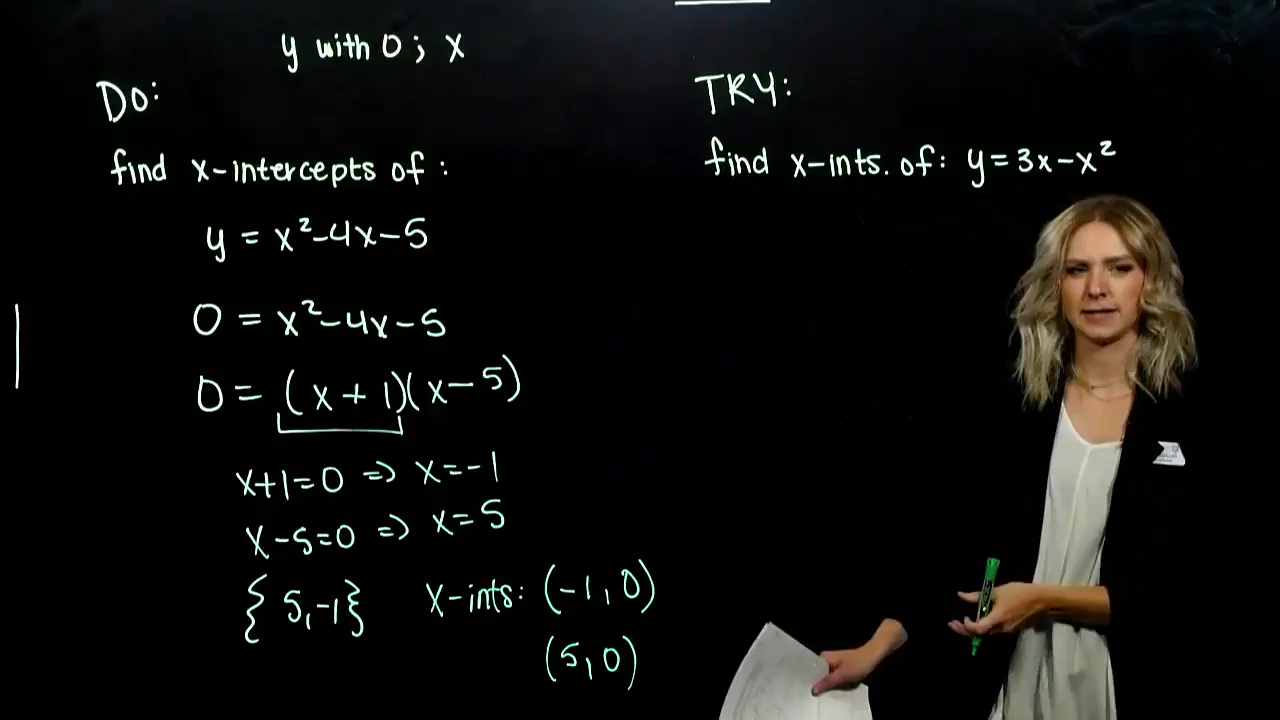 y with 0 ; x
Do:
find x-intercepts of :
y = x²-4x-5
0 = x²-4x-5
0 = (x + 1)(x - 5)
x+1=0 => x=-1
x-5=0 => x=5
{ 5,-1}
x-ints: (-1, 0)
(5, 0)
TRY:
find x-ints. of: y=3x-x²